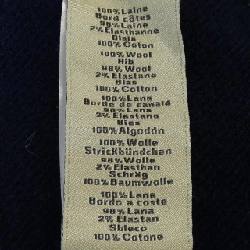 100% Laine
Bord côtes
98% Laine
2% Elasthanne
Biais
100% Coton
100% Wool
Rib
98% Wool
2% Elastane
Bias
100% Cotton
100% Lana
Borde de canalé
98% Lana
2% Elastano
Bies
100% Algodón
100% Wolle
Strickbündchen
98% Wolle
2% Elasthan
Schräg
100% Baumwolle
100% Lana
Bordo a coste
98% Lana
2% Elastan
Sbieco
100% Cotone